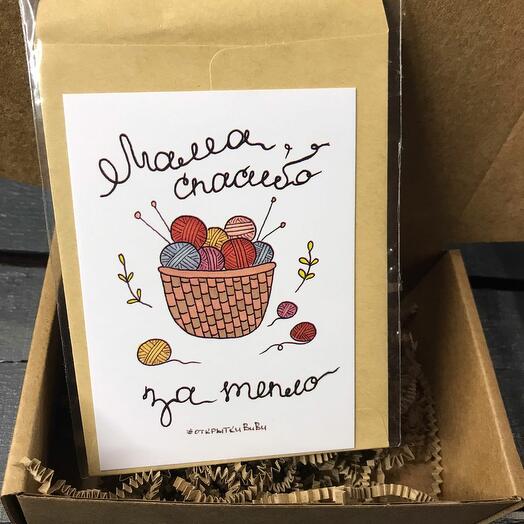 Мама,
спасибо
за тепло
#открыткиВиВи